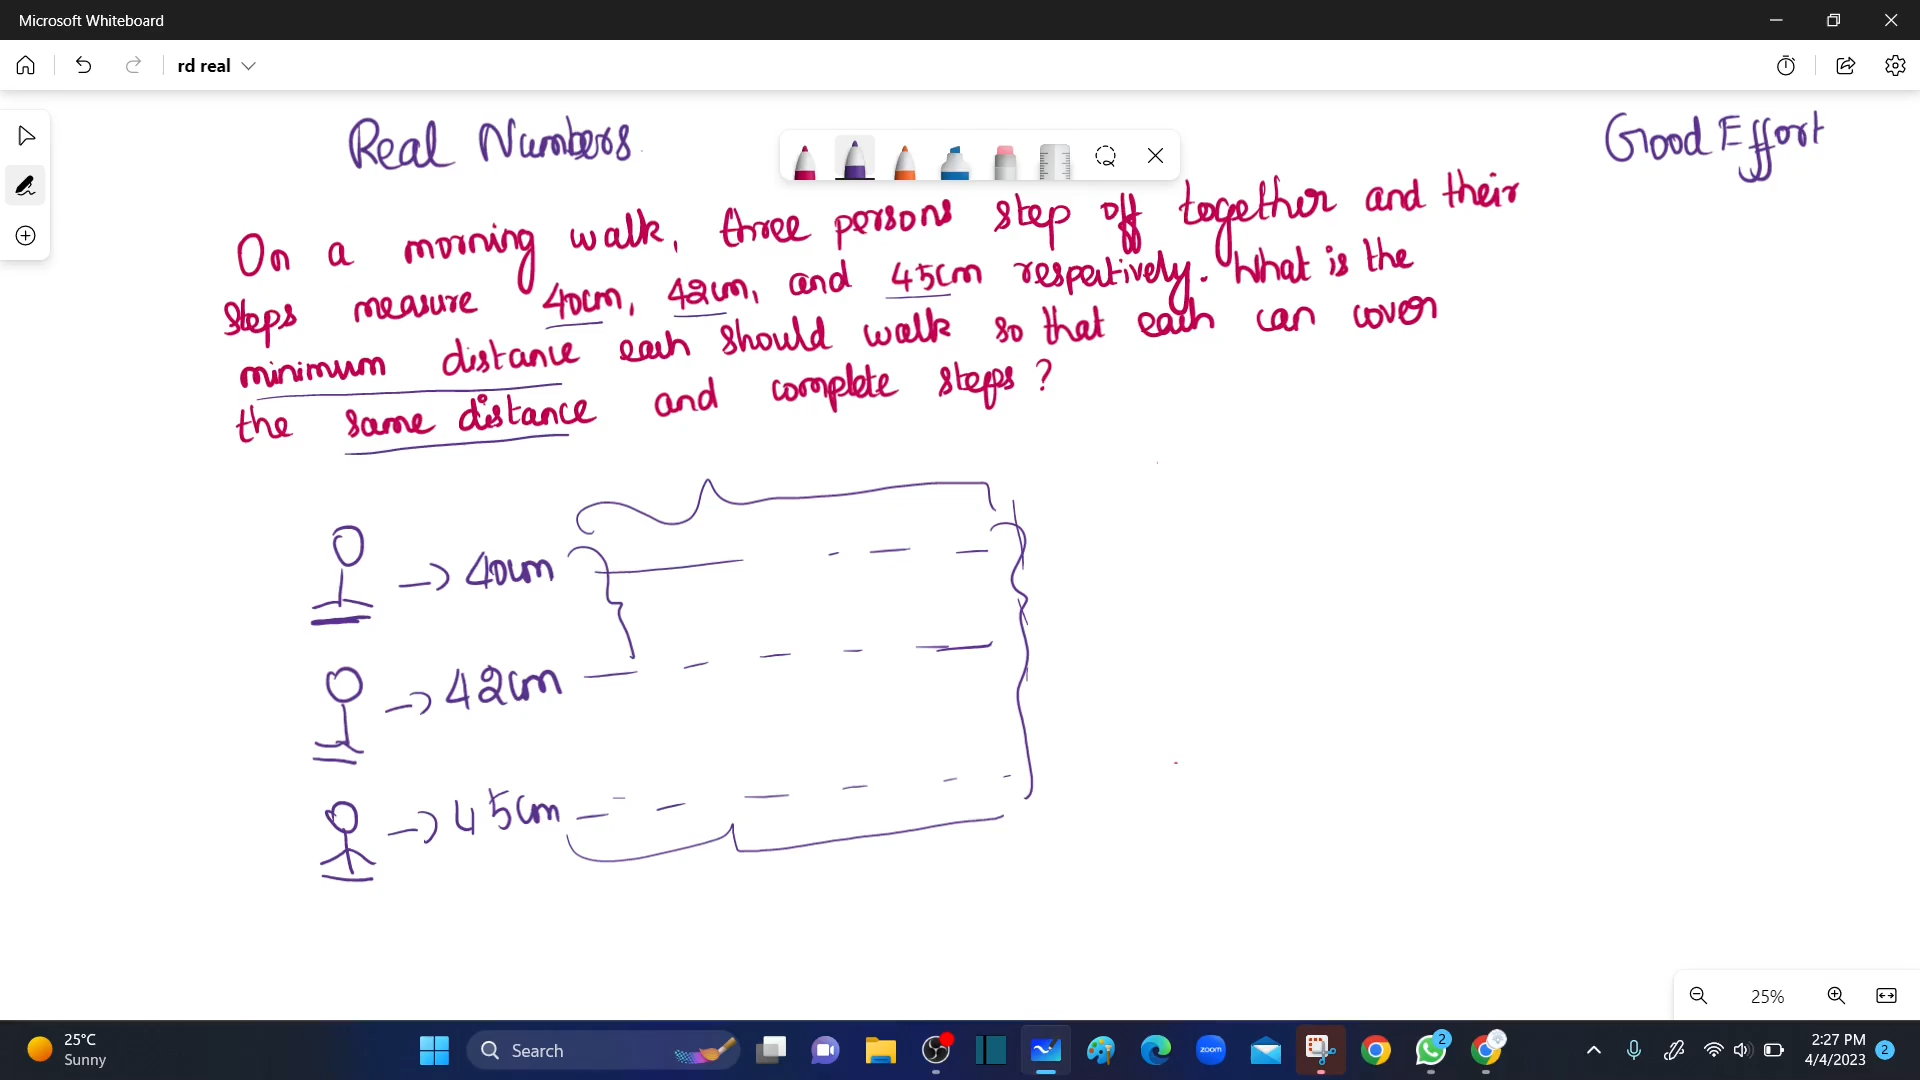 Microsoft Whiteboard
rd real
Real Numbers
Good Effort
On a morning walk, three persons step off together and their
steps measure 40cm, 42cm, and 45cm respectively. What is the
minimum distance each should walk so that each can cover
the same distance and complete steps?
→ 40cm
→ 42cm
→ 45cm
25%
25°C
Sunny
Search
zoom
2
2:27 PM
4/4/2023
2